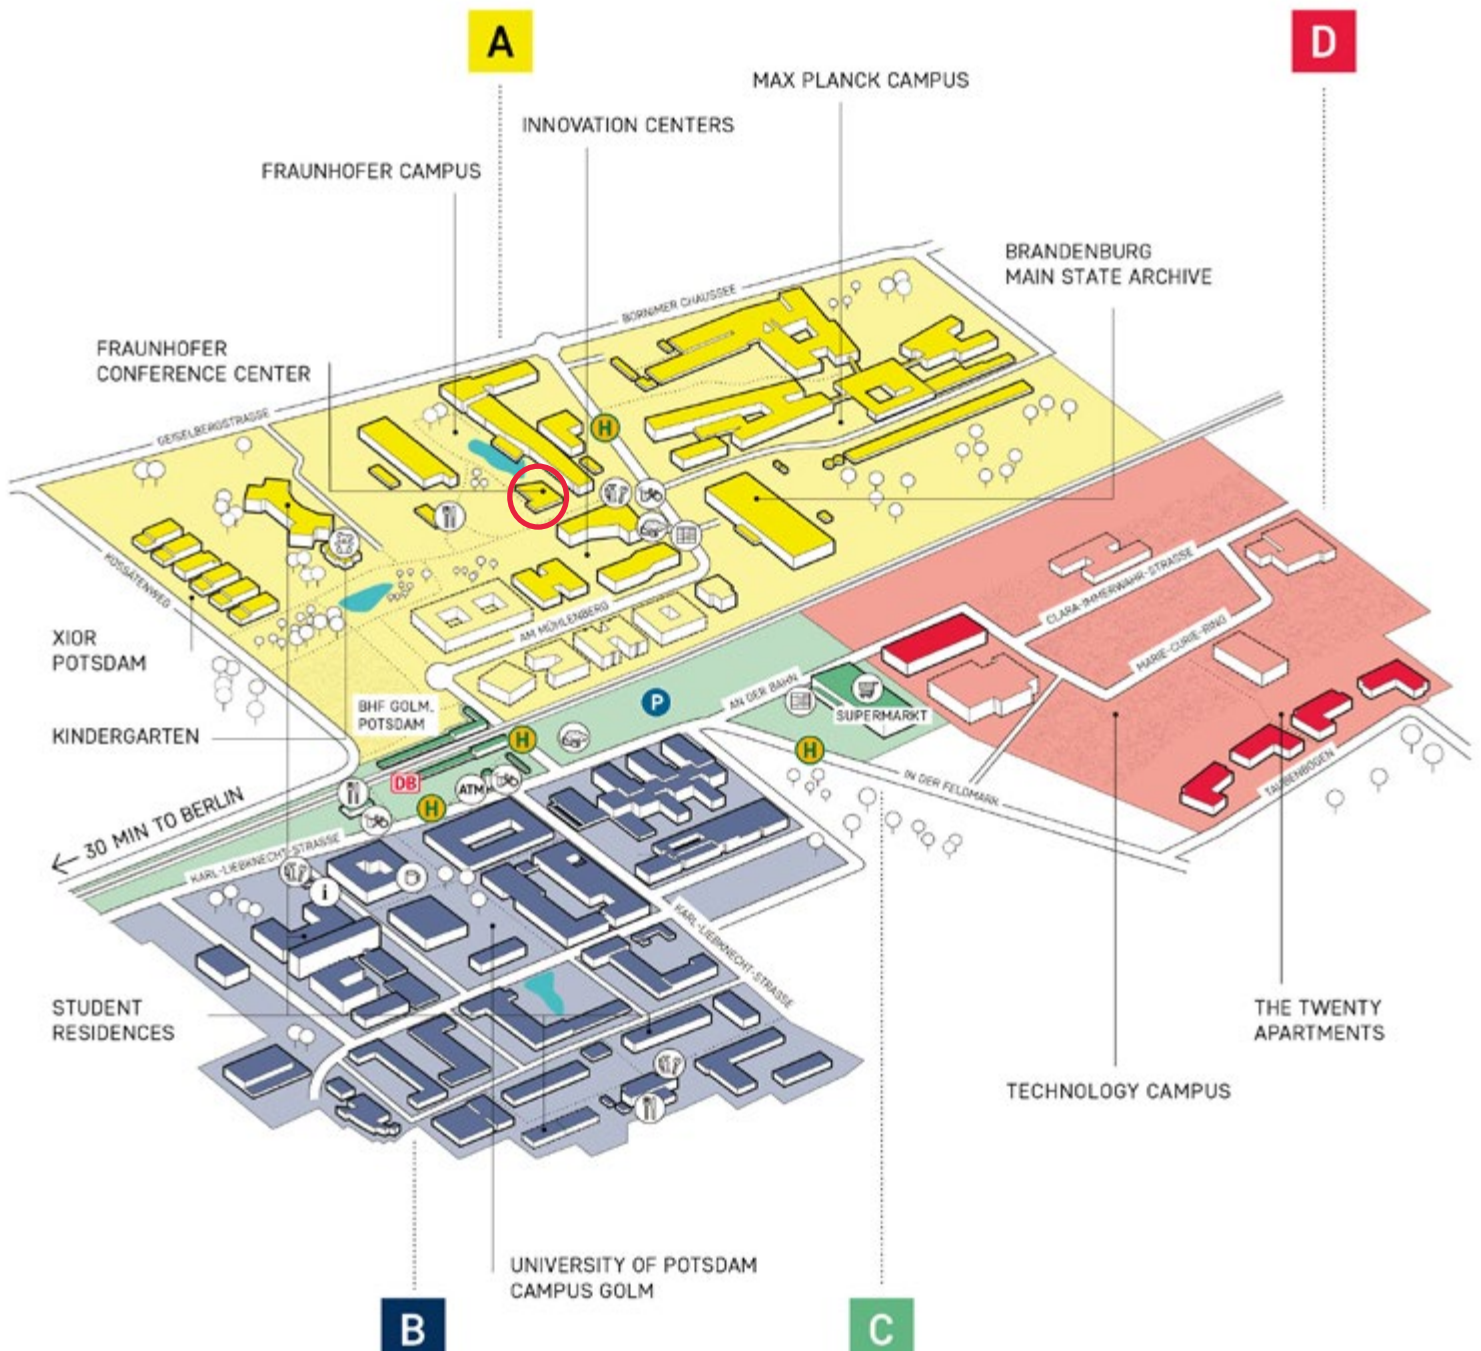 A
D
MAX PLANCK CAMPUS
INNOVATION CENTERS
FRAUNHOFER CAMPUS
BRANDENBURG
MAIN STATE ARCHIVE
BORNIMER CHAUSSEE
FRAUNHOFER
CONFERENCE CENTER
GEISELBERGSTRASSE
H
KOSSÄTENWEG
CLARA-IMMERWAHR-STRASSE
AM MÜHLENBERG
MARIE-CURIE-RING
XIOR
POTSDAM
BHF GOLM.
POTSDAM
P
AN DER BAHN
SUPERMARKT
KINDERGARTEN
H
H
IN DER FELDMARK
TAUBENBOGEN
DB
ATM
H
30 MIN TO BERLIN
KARL-LIEBKNECHT-STRASSE
i
KARL-LIEBKNECHT-STRASSE
STUDENT
RESIDENCES
THE TWENTY
APARTMENTS
TECHNOLOGY CAMPUS
UNIVERSITY OF POTSDAM
CAMPUS GOLM
B
C